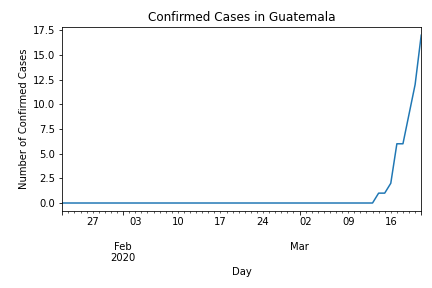 Confirmed Cases in Guatemala
17.5
15.0
12.5
10.0
7.5
5.0
2.5
0.0
Number of Confirmed Cases
27 03 10 17 24 02 09 16
Feb Mar
2020
Day